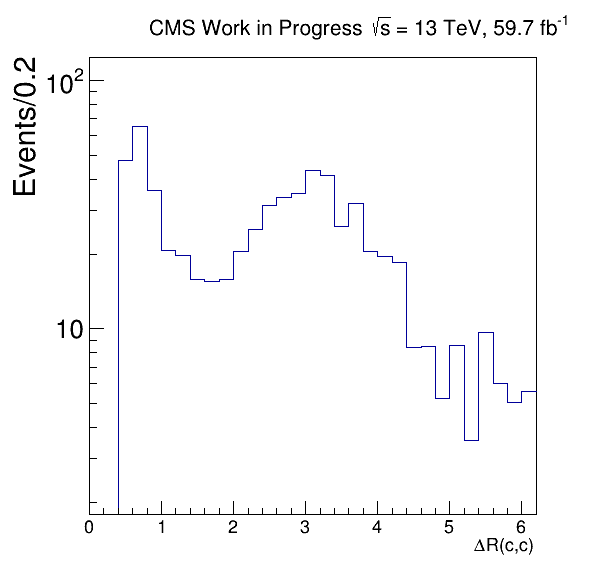 CMS Work in Progress √s = 13 TeV, 59.7 fb⁻¹
Events/0.2
10²
10
0 1 2 3 4 5 6
ΔR(c,c)